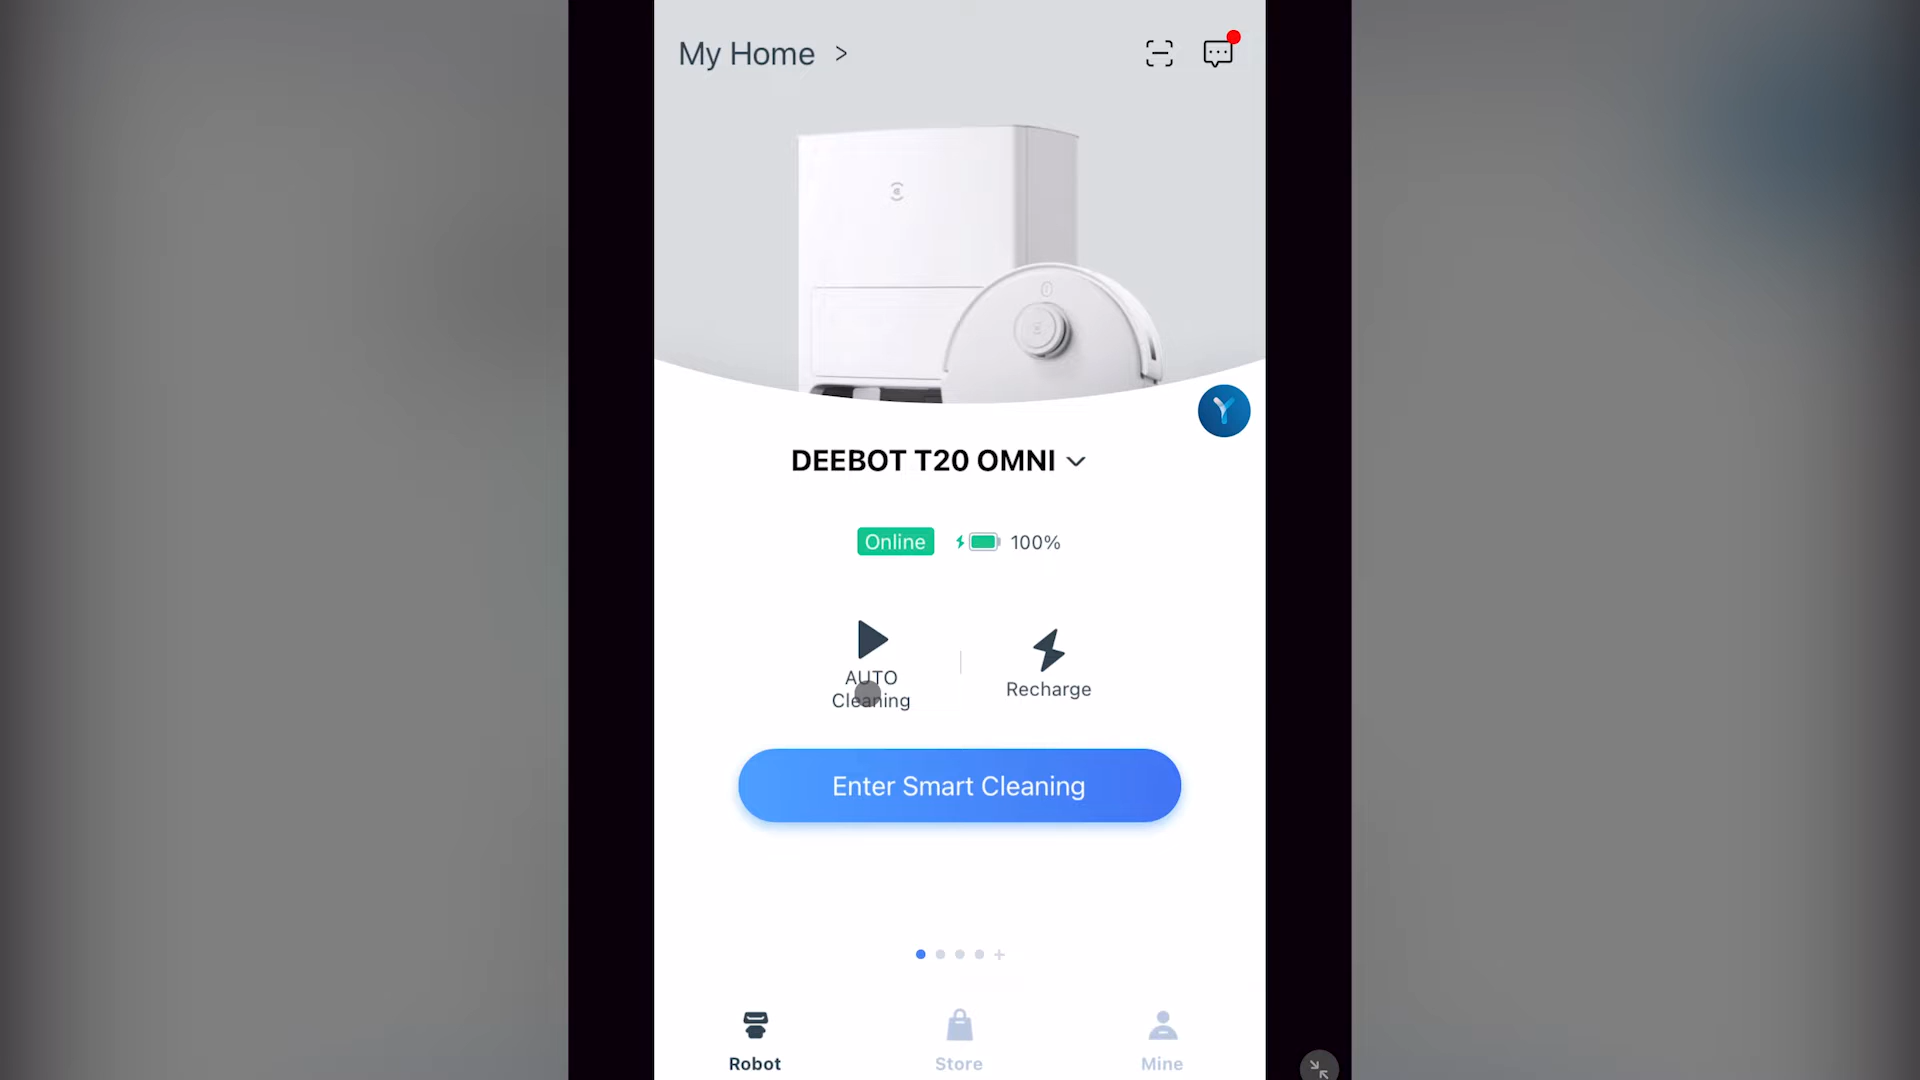 My Home >
DEEBOT T20 OMNI
Online 100%
AUTO
Cleaning
Recharge
Enter Smart Cleaning
Robot
Store
Mine